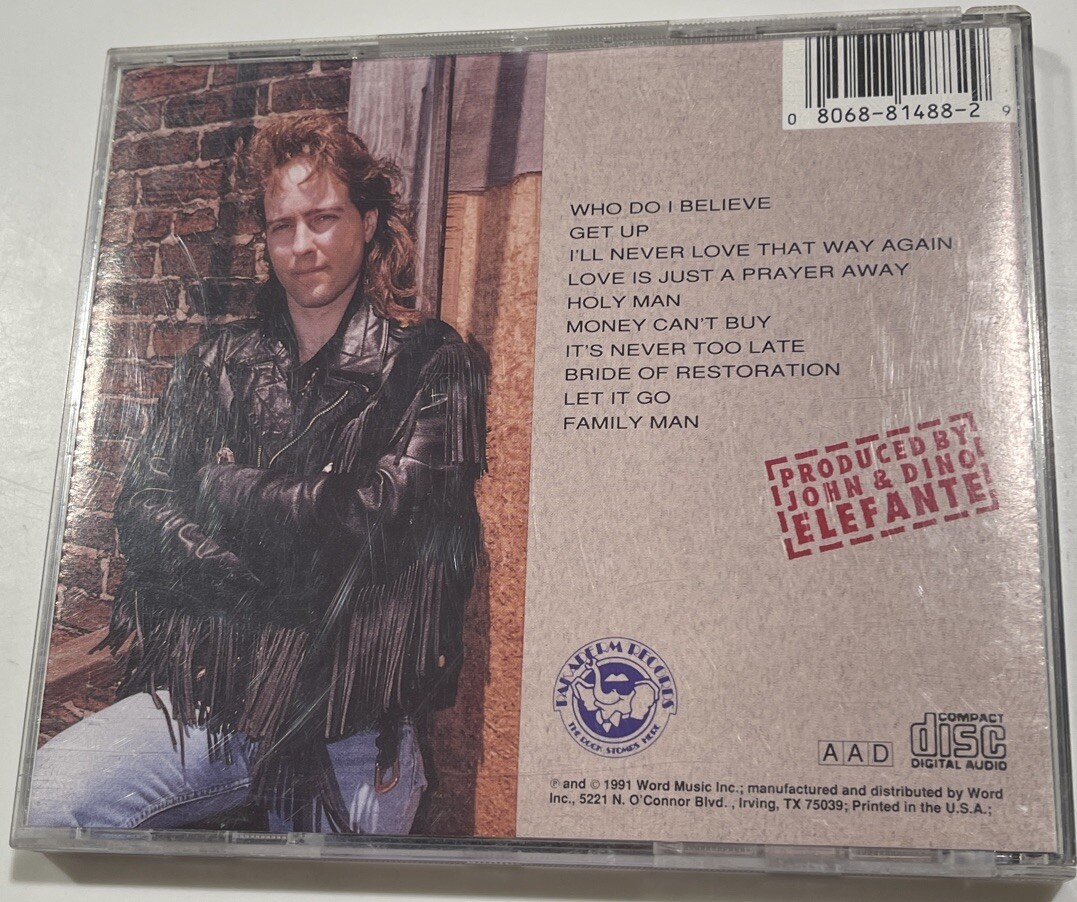 0 8068-81488-2 9
WHO DO I BELIEVE
GET UP
I'LL NEVER LOVE THAT WAY AGAIN
LOVE IS JUST A PRAYER AWAY
HOLY MAN
MONEY CAN'T BUY
IT'S NEVER TOO LATE
BRIDE OF RESTORATION
LET IT GO
FAMILY MAN
PRODUCED BY
JOHN & DINO
ELEFANTE
PAKADERM RECORDS
THE ROCK STOMPS HERE
AAD
COMPACT
disc
DIGITAL AUDIO
℗ and © 1991 Word Music Inc.; manufactured and distributed by Word
Inc., 5221 N. O'Connor Blvd. , Irving, TX 75039; Printed in the U.S.A.;